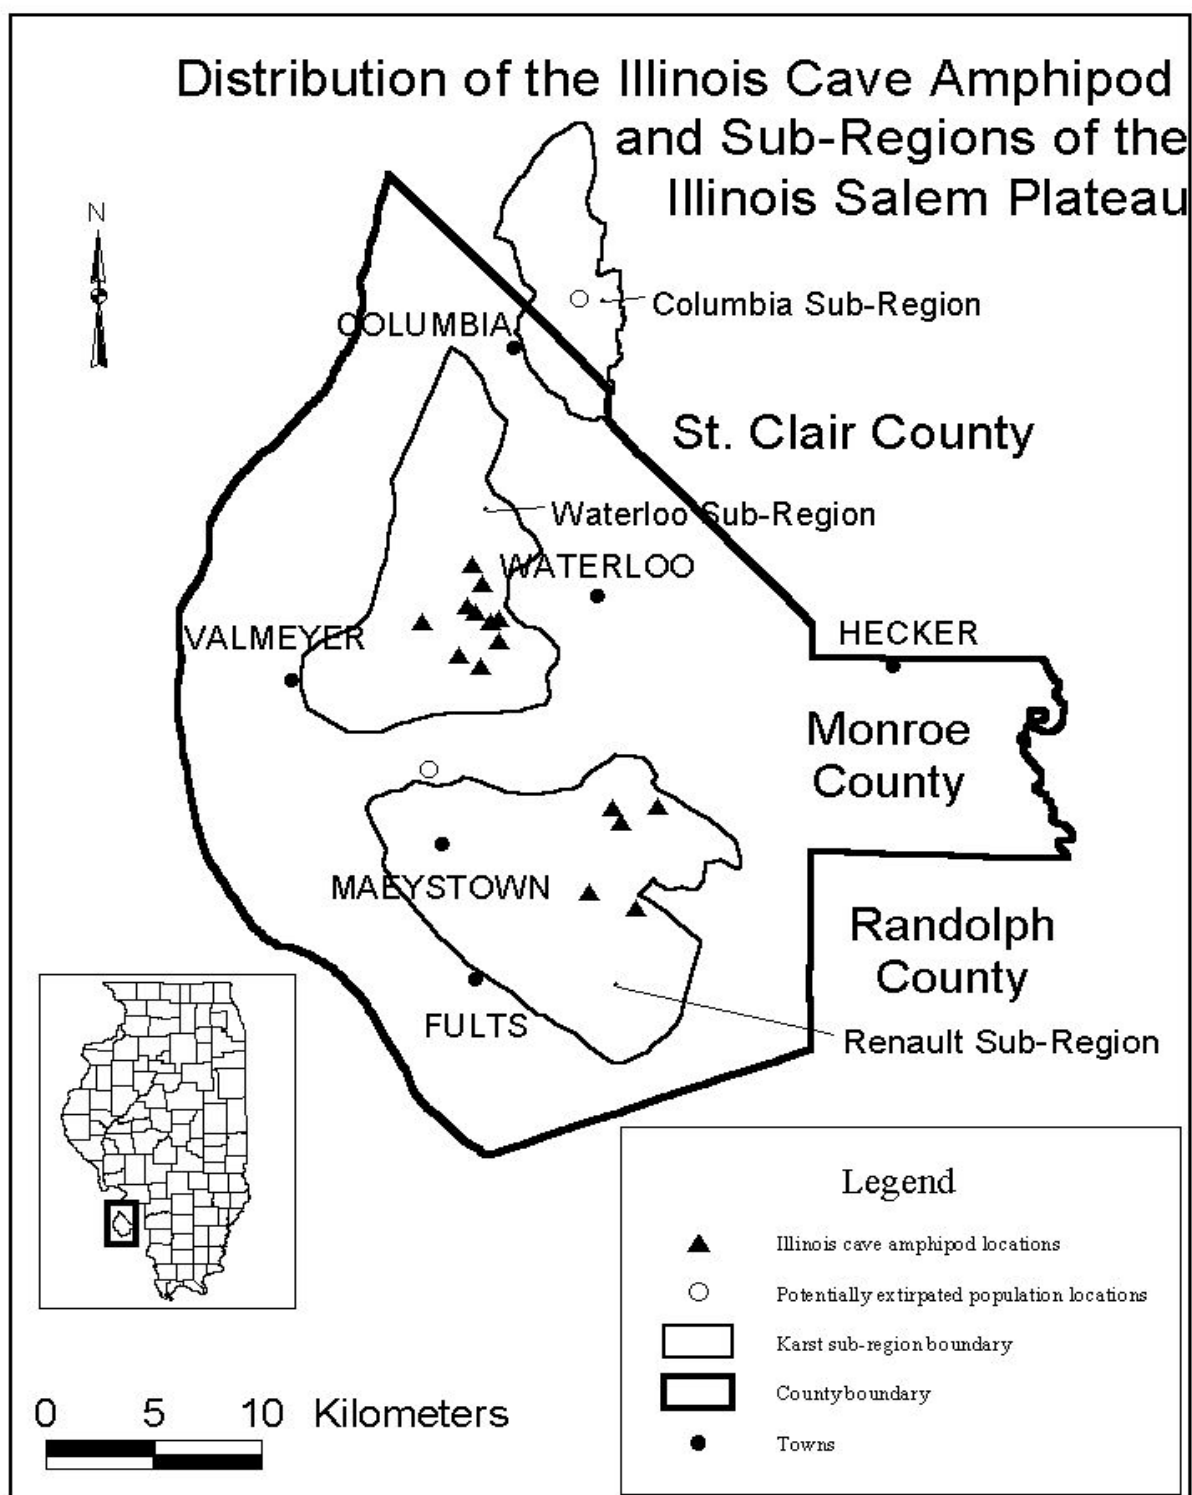 Distribution of the Illinois Cave Amphipod
and Sub-Regions of the
Illinois Salem Plateau
N
Columbia Sub-Region
COLUMBIA
St. Clair County
Waterloo Sub-Region
WATERLOO
VALMEYER
HECKER
Monroe
County
MAEYSTOWN
Randolph
County
FULTS
Renault Sub-Region
Legend
Illinois cave amphipod locations
Potentially extirpated population locations
Karst sub-region boundary
County boundary
Towns
0 5 10 Kilometers